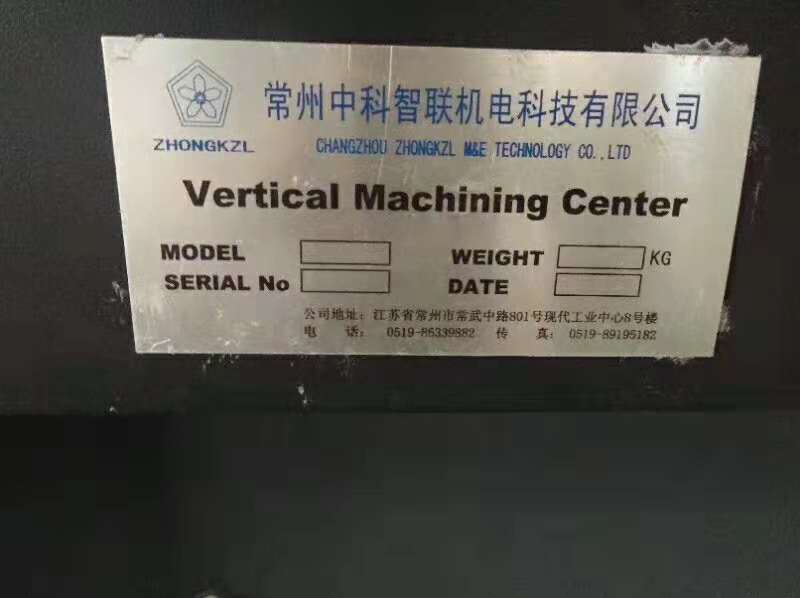 常州中科智联机电科技有限公司
ZHONGKZL
CHANGZHOU ZHONGKZL M&E TECHNOLOGY CO.,LTD
Vertical Machining Center
MODEL WEIGHT KG
SERIAL No DATE
公司地址: 江苏省常州市常武中路801号现代工业中心8号楼
电 话: 0519-86339882 传 真: 0519-89195182